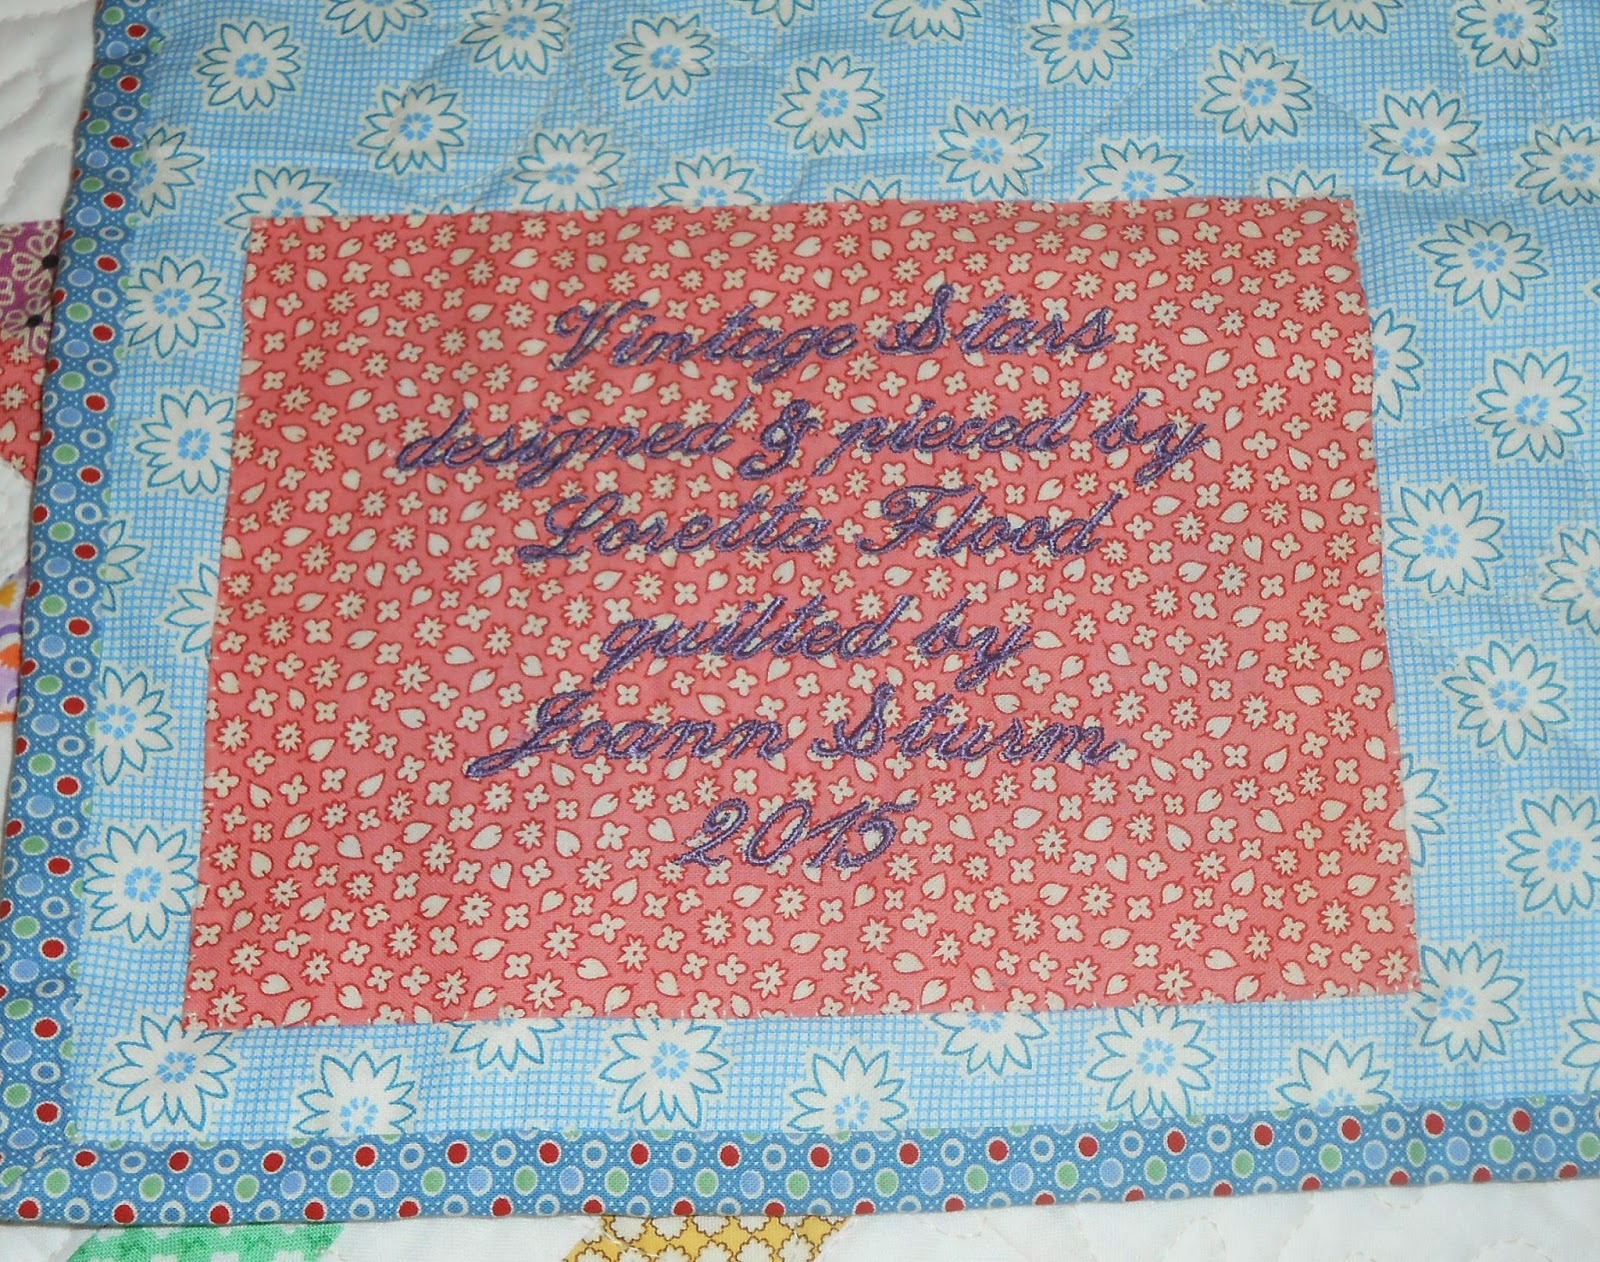 Vintage Stars
designed & pieced by
Loretta Flood
quilted by
Joann Sturm
2015